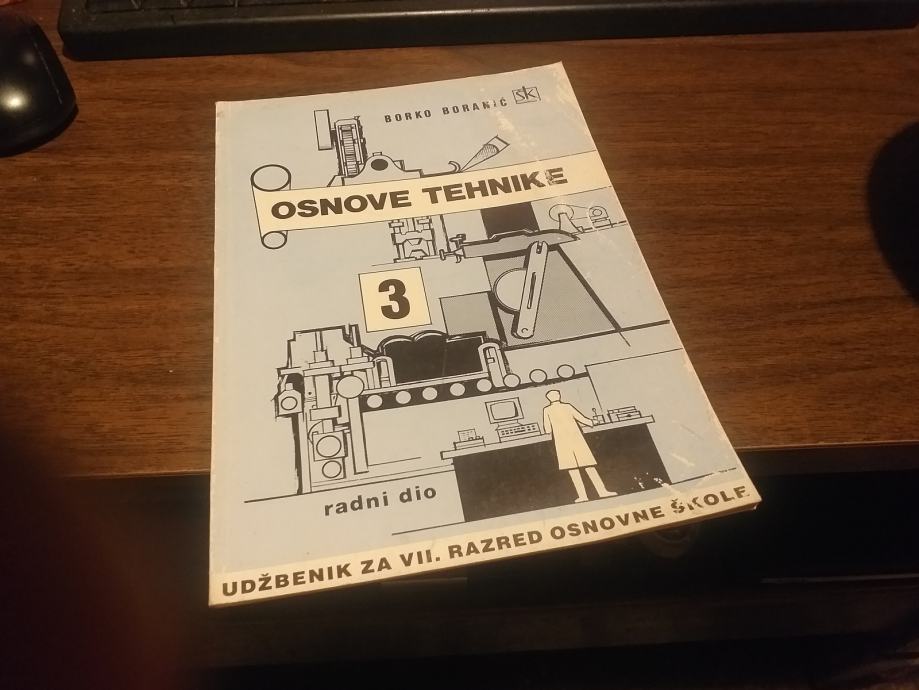 BORKO BORANIĆ ŠK
OSNOVE TEHNIKE
3
radni dio
UDŽBENIK ZA VII. RAZRED OSNOVNE ŠKOLE